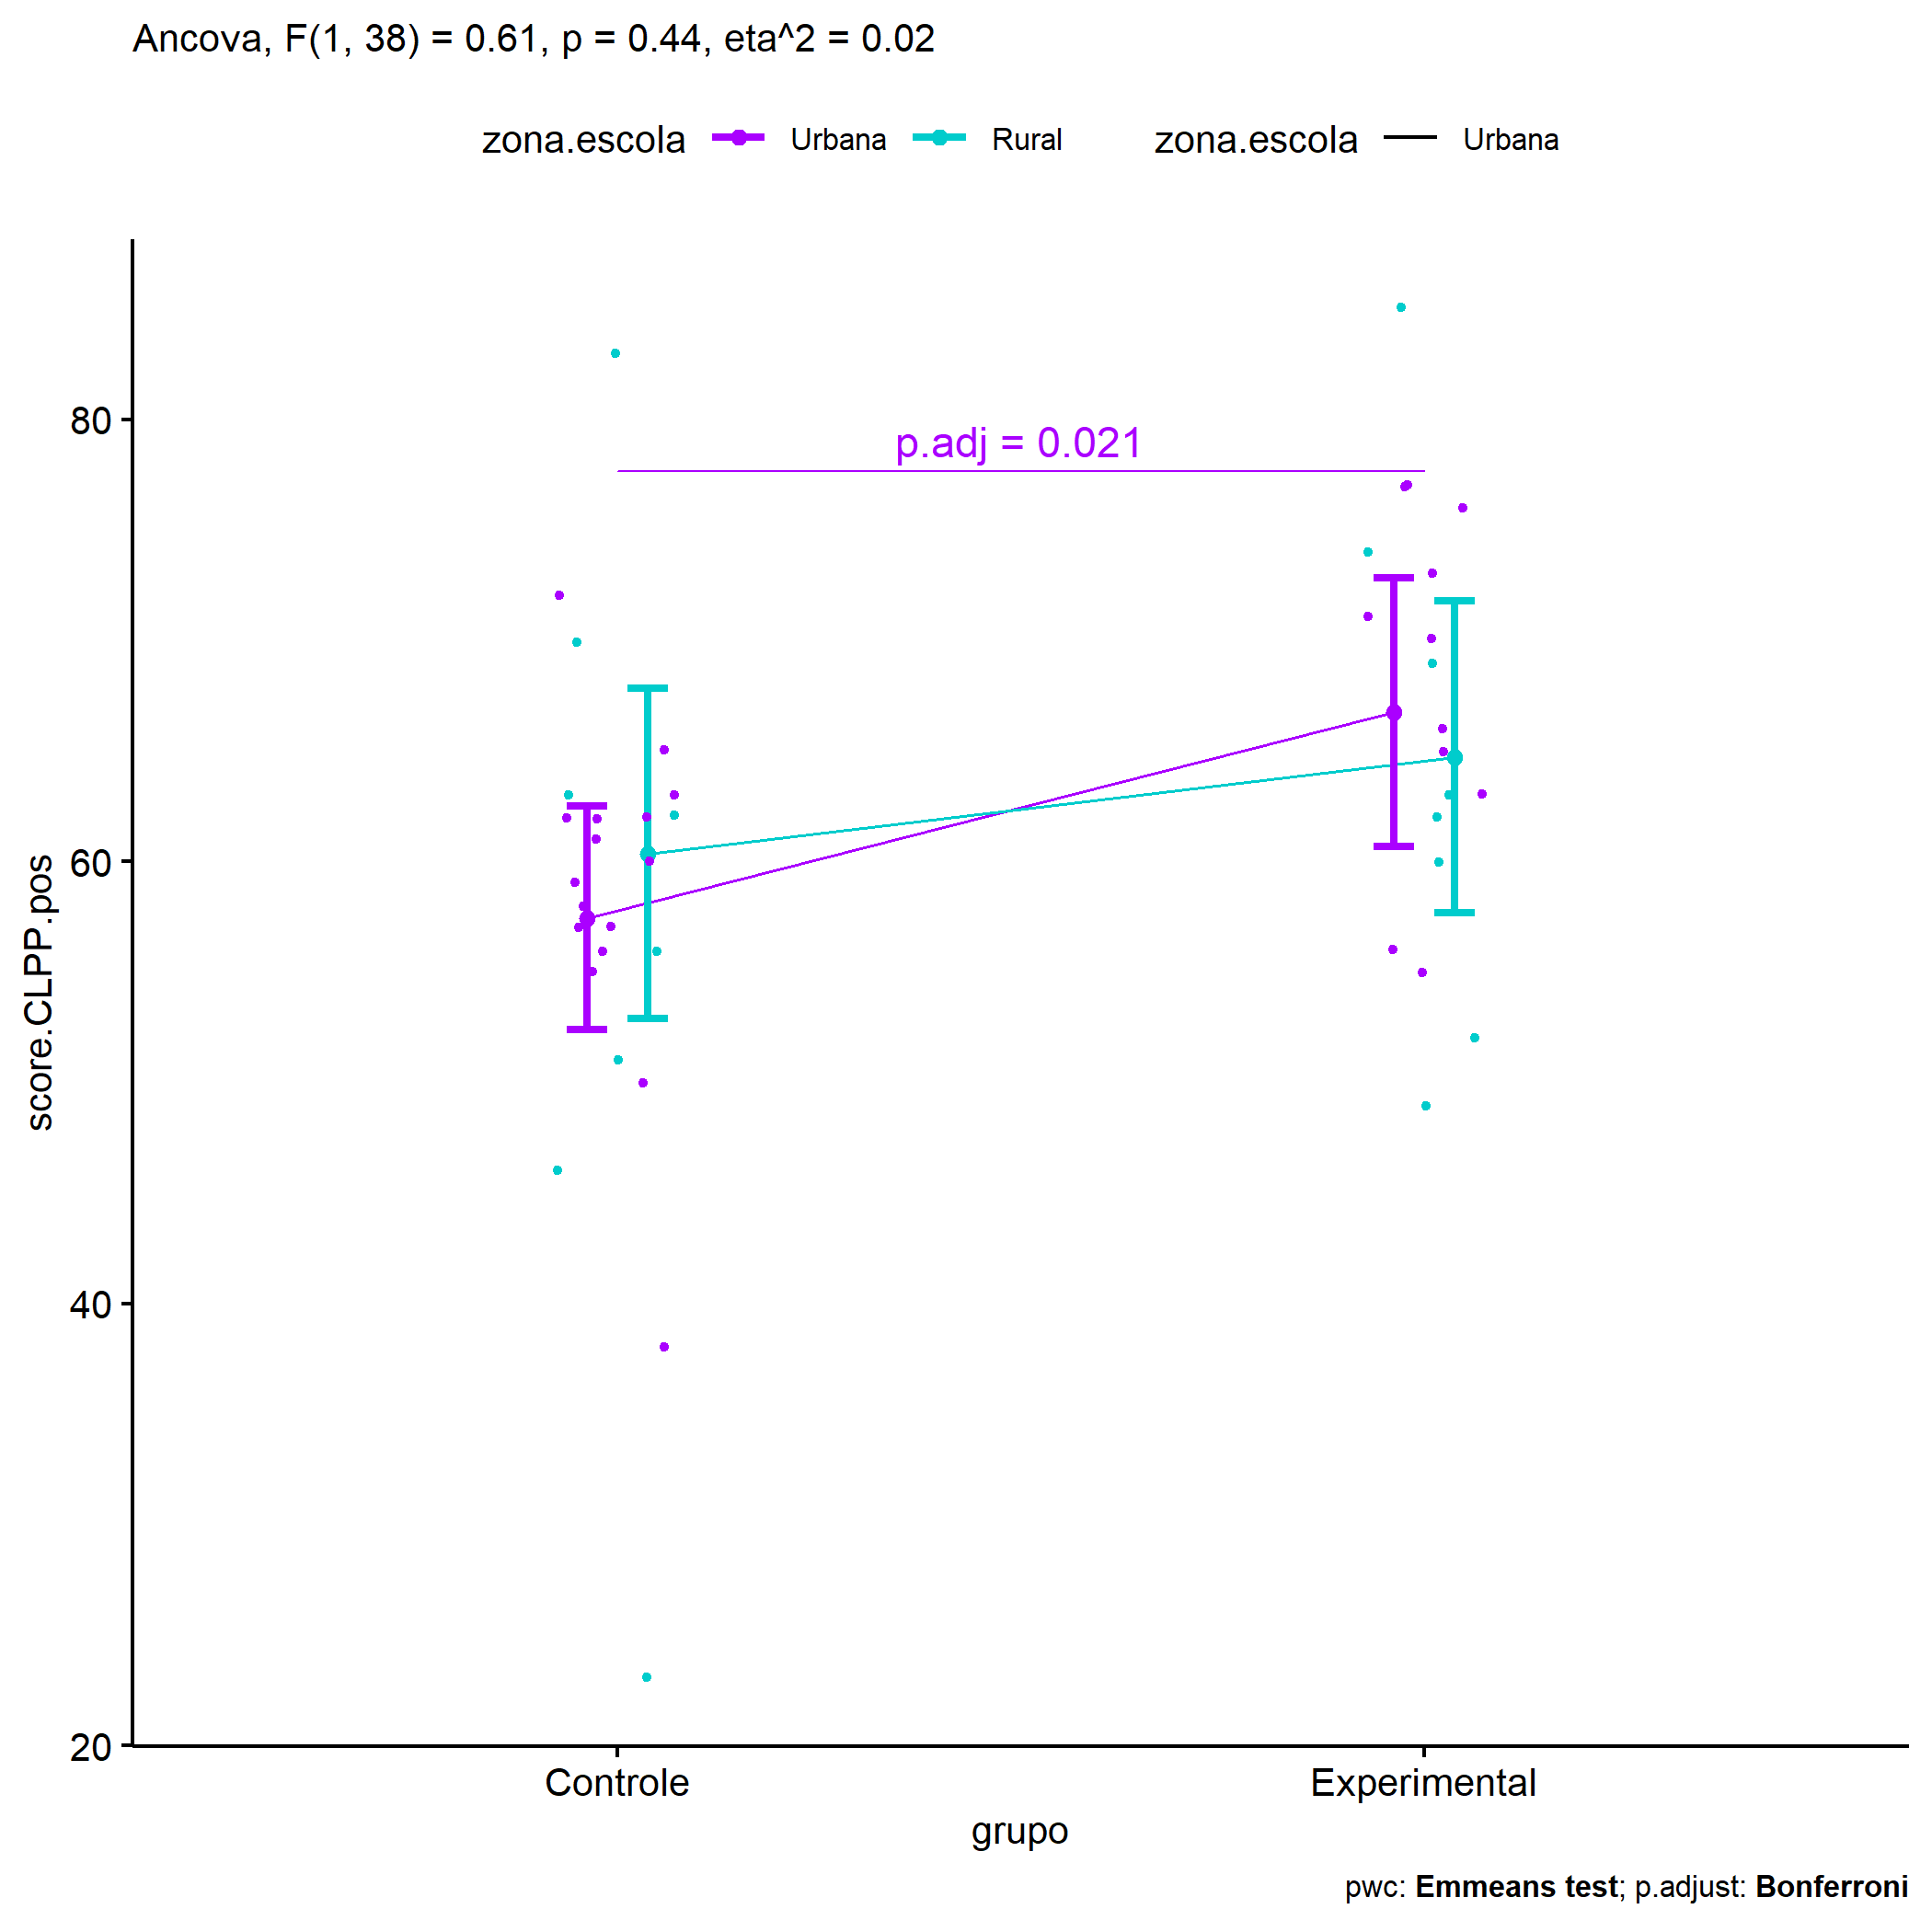 Ancova, F(1, 38) = 0.61, p = 0.44, eta^2 = 0.02
zona.escola Urbana Rural zona.escola Urbana
p.adj = 0.021
80
60
40
20
score.CLPP.pos
Controle Experimental
grupo
pwc: Emmeans test; p.adjust: Bonferroni